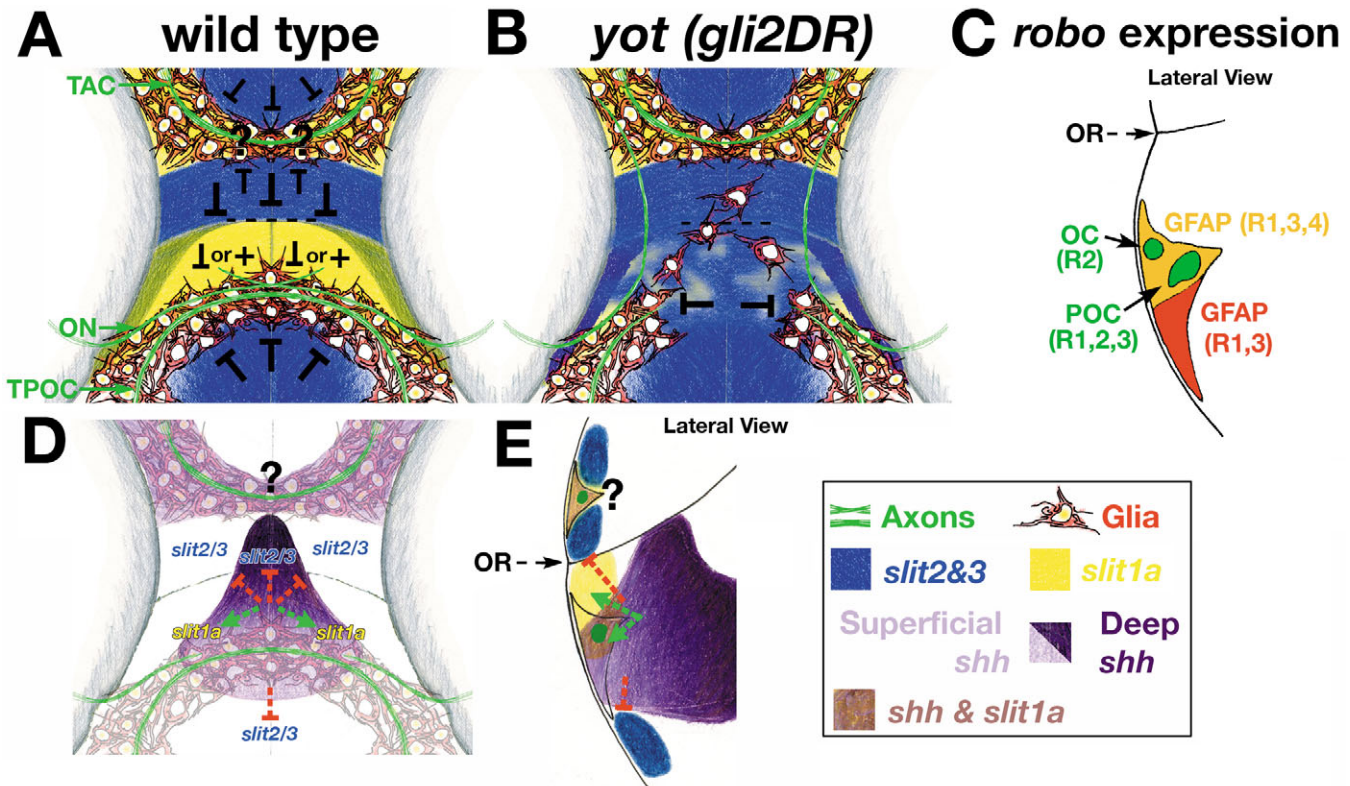 A wild type
B yot (gli2DR)
C robo expression
TAC
? ?
or + or +
ON
TPOC
Lateral View
OR
OC
(R2)
GFAP (R1,3,4)
POC
(R1,2,3)
GFAP
(R1,3)
D
?
slit2/3 slit2/3 slit2/3
slit1a slit1a
slit2/3
E
Lateral View
?
OR
Axons
Glia
slit2&3
slit1a
Superficial
shh
Deep
shh
shh & slit1a